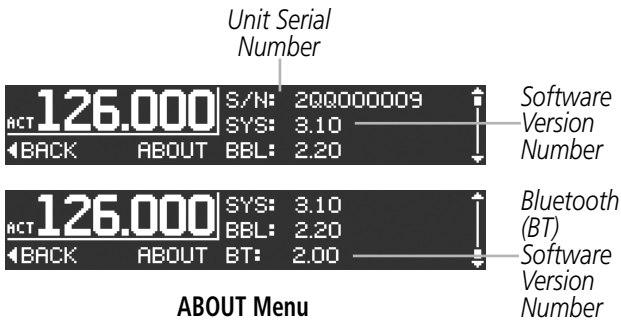 Unit Serial
Number
ACT 126.000 S/N: 2QQ000009
SYS: 3.10
◀BACK ABOUT BBL: 2.20
Software
Version
Number
ACT 126.000 SYS: 3.10
BBL: 2.20
◀BACK ABOUT BT: 2.00
Bluetooth
(BT)
Software
Version
Number
ABOUT Menu